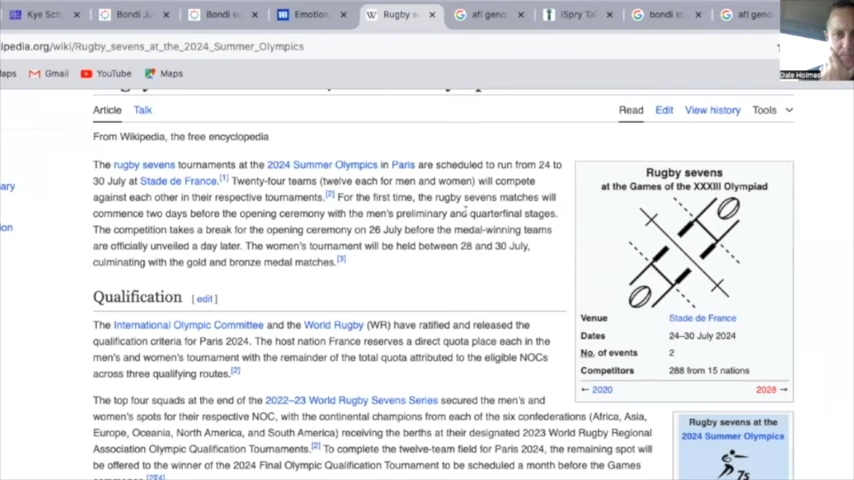 Kye Sch
Bondi Ju
Bondi su
Emotion
Rugby s
afl gend
iSpry Tif
bondi st
afl gend
ipedia.org/wiki/Rugby_sevens_at_the_2024_Summer_Olympics
Maps
Gmail
YouTube
Maps
Dale Holmes
Article Talk
Read Edit View history Tools
From Wikipedia, the free encyclopedia
The rugby sevens tournaments at the 2024 Summer Olympics in Paris are scheduled to run from 24 to
30 July at Stade de France.[1] Twenty-four teams (twelve each for men and women) will compete
against each other in their respective tournaments.[2] For the first time, the rugby sevens matches will
commence two days before the opening ceremony with the men's preliminary and quarterfinal stages.
The competition takes a break for the opening ceremony on 26 July before the medal-winning teams
are officially unveiled a day later. The women's tournament will be held between 28 and 30 July,
culminating with the gold and bronze medal matches.[3]
Qualification [ edit ]
The International Olympic Committee and the World Rugby (WR) have ratified and released the
qualification criteria for Paris 2024. The host nation France reserves a direct quota place each in the
men's and women's tournament with the remainder of the total quota attributed to the eligible NOCs
across three qualifying routes.[2]
The top four squads at the end of the 2022–23 World Rugby Sevens Series secured the men's and
women's spots for their respective NOC, with the continental champions from each of the six confederations (Africa, Asia,
Europe, Oceania, North America, and South America) receiving the berths at their designated 2023 World Rugby Regional
Association Olympic Qualification Tournaments.[2] To complete the twelve-team field for Paris 2024, the remaining spot will
be offered to the winner of the 2024 Final Olympic Qualification Tournament to be scheduled a month before the Games
Rugby sevens
at the Games of the XXXIII Olympiad
Venue Stade de France
Dates 24–30 July 2024
No. of events 2
Competitors 288 from 15 nations
← 2020 2028 →
Rugby sevens at the
2024 Summer Olympics
7s